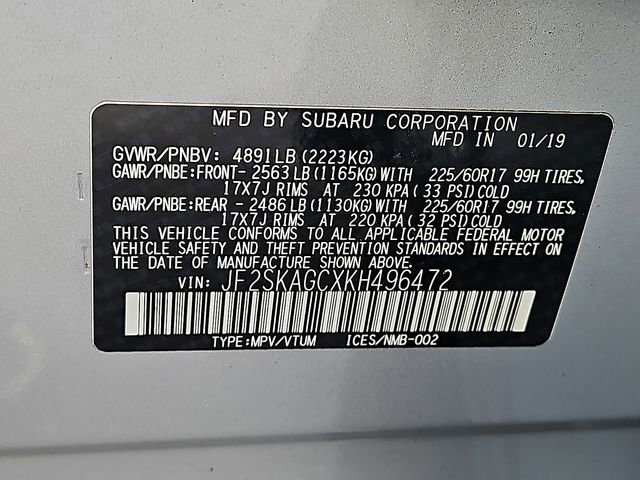 MFD BY SUBARU CORPORATION
MFD IN 01/19
GVWR/PNBV: 4891LB (2223KG)
GAWR/PNBE:FRONT- 2563 LB (1165KG) WITH 225/60R17 99H TIRES,
17X7J RIMS AT 230 KPA (33 PSI) COLD
GAWR/PNBE:REAR - 2486 LB (1130KG) WITH 225/60R17 99H TIRES,
17X7J RIMS AT 220 KPA (32 PSI) COLD
THIS VEHICLE CONFORMS TO ALL APPLICABLE FEDERAL MOTOR
VEHICLE SAFETY AND THEFT PREVENTION STANDARDS IN EFFECT ON
THE DATE OF MANUFACTURE SHOWN ABOVE.
VIN: JF2SKAGCXKH496472
TYPE:MPV/VTUM ICES/NMB-002